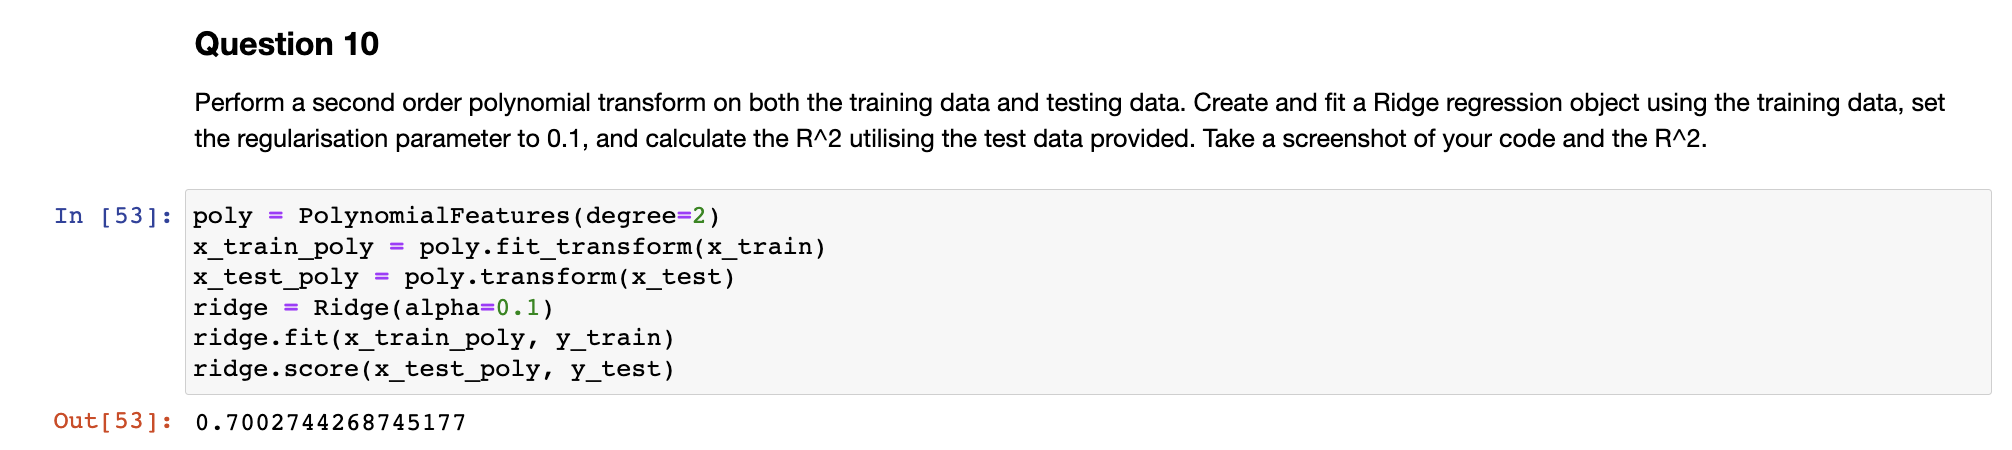 Question 10
Perform a second order polynomial transform on both the training data and testing data. Create and fit a Ridge regression object using the training data, set
the regularisation parameter to 0.1, and calculate the R^2 utilising the test data provided. Take a screenshot of your code and the R^2.
In [53]: poly = PolynomialFeatures(degree=2)
x_train_poly = poly.fit_transform(x_train)
x_test_poly = poly.transform(x_test)
ridge = Ridge(alpha=0.1)
ridge.fit(x_train_poly, y_train)
ridge.score(x_test_poly, y_test)
Out[53]: 0.7002744268745177